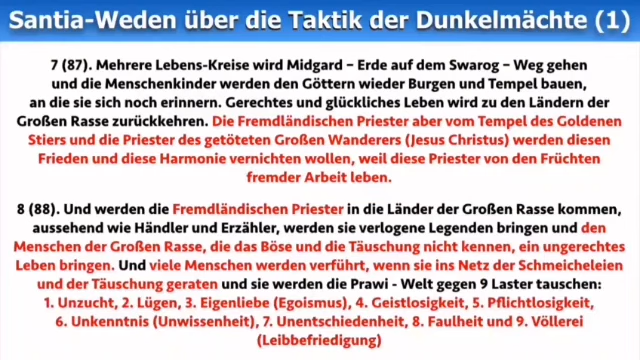 Santia-Weden über die Taktik der Dunkelmächte (1)
7 (87). Mehrere Lebens-Kreise wird Midgard – Erde auf dem Swarog – Weg gehen
und die Menschenkinder werden den Göttern wieder Burgen und Tempel bauen,
an die sie sich noch erinnern. Gerechtes und glückliches Leben wird zu den Ländern der
Großen Rasse zurückkehren. Die Fremdländischen Priester aber vom Tempel des Goldenen
Stiers und die Priester des getöteten Großen Wanderers (Jesus Christus) werden diesen
Frieden und diese Harmonie vernichten wollen, weil diese Priester von den Früchten
fremder Arbeit leben.
8 (88). Und werden die Fremdländischen Priester in die Länder der Großen Rasse kommen,
aussehend wie Händler und Erzähler, werden sie verlogene Legenden bringen und den
Menschen der Großen Rasse, die das Böse und die Täuschung nicht kennen, ein ungerechtes
Leben bringen. Und viele Menschen werden verführt, wenn sie ins Netz der Schmeicheleien
und der Täuschung geraten und sie werden die Prawi - Welt gegen 9 Laster tauschen:
1. Unzucht, 2. Lügen, 3. Eigenliebe (Egoismus), 4. Geistlosigkeit, 5. Pflichtlosigkeit,
6. Unkenntnis (Unwissenheit), 7. Unentschiedenheit, 8. Faulheit und 9. Völlerei
(Leibbefriedigung)